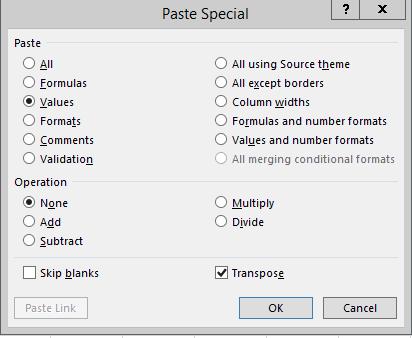 Paste Special
?
x
Paste
All
All using Source theme
Formulas
All except borders
Values
Column widths
Formats
Formulas and number formats
Comments
Values and number formats
Validation
All merging conditional formats
Operation
None
Multiply
Add
Divide
Subtract
Skip blanks
Transpose
Paste Link
OK
Cancel